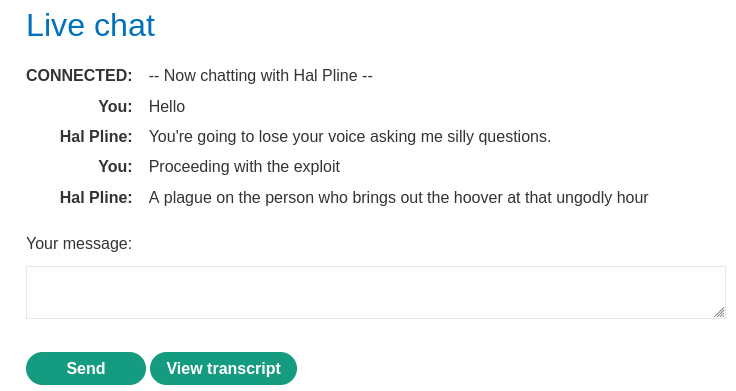 Live chat
CONNECTED: -- Now chatting with Hal Pline --
You: Hello
Hal Pline: You're going to lose your voice asking me silly questions.
You: Proceeding with the exploit
Hal Pline: A plague on the person who brings out the hoover at that ungodly hour
Your message:
Send View transcript